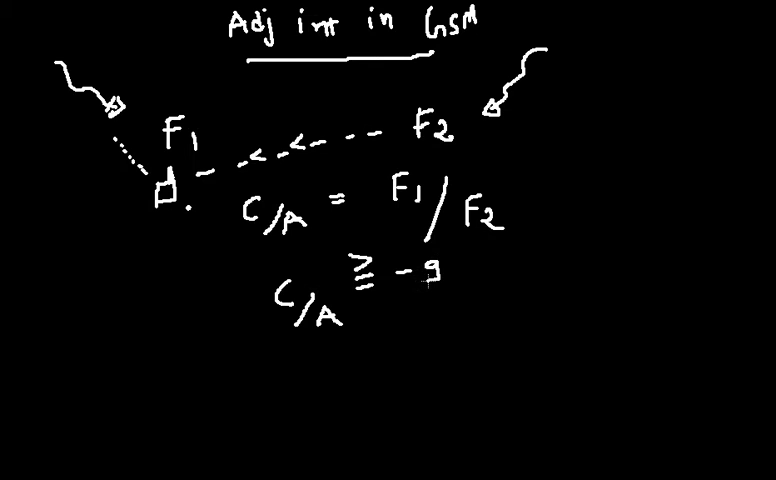 Adj int in GSM
F1 F2
C/A = F1/F2
C/A ≥ -9